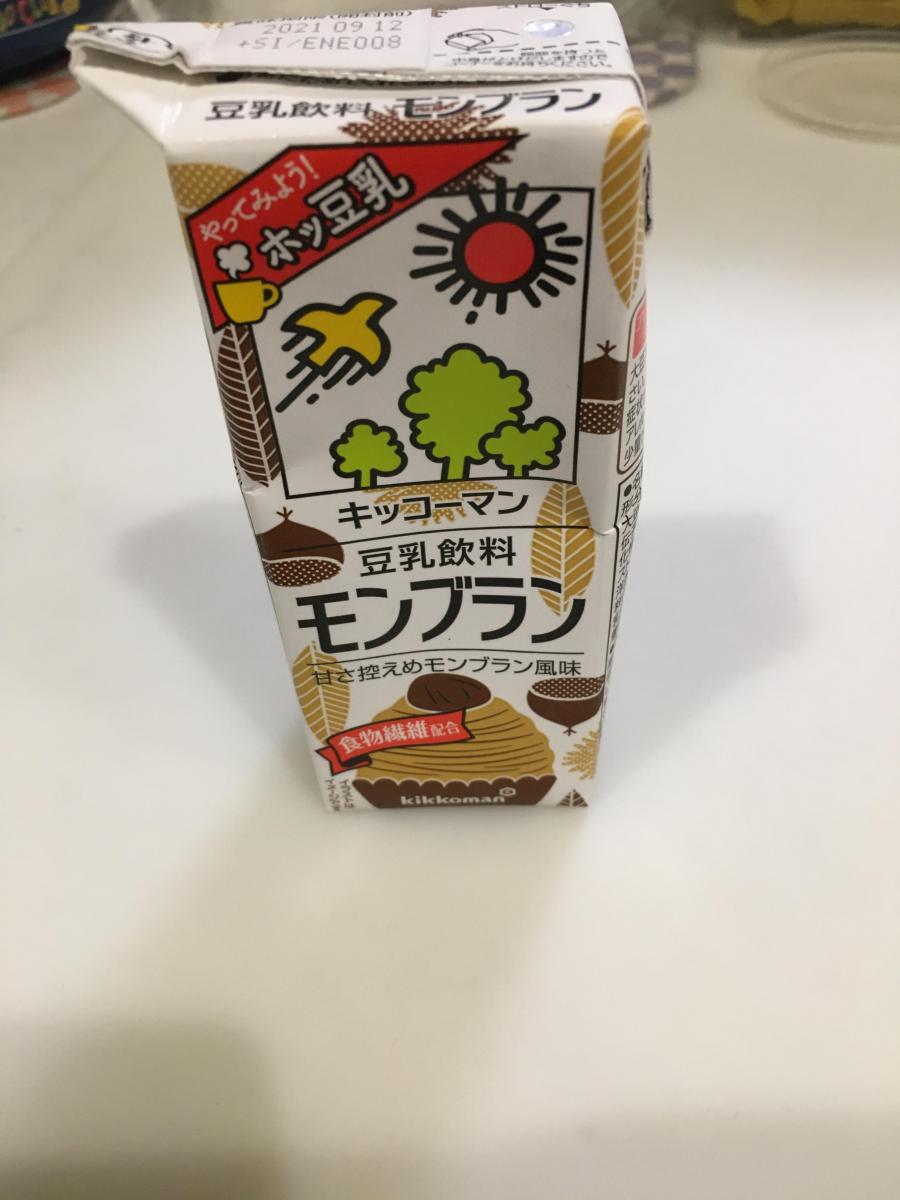 2021 09 12
+SI/ENE008
豆乳飲料 モンブラン
やってみよう!
ホッ豆乳
キッコーマン
豆乳飲料
モンブラン
甘さ控えめモンブラン風味
食物繊維配合
kikkoman